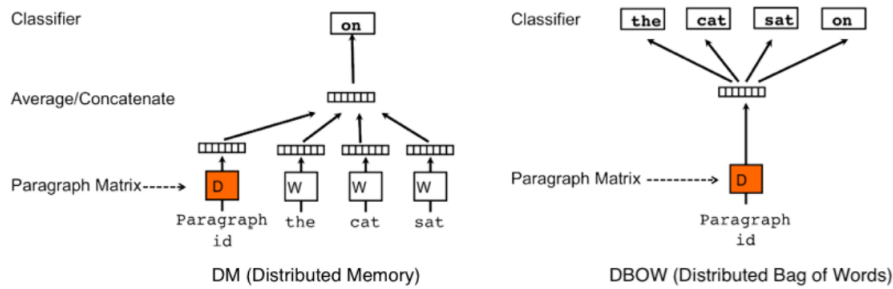 Classifier
on
Average/Concatenate
Paragraph Matrix
D W W W
Paragraph the cat sat
id
DM (Distributed Memory)
Classifier
the cat sat on
Paragraph Matrix
D
Paragraph
id
DBOW (Distributed Bag of Words)